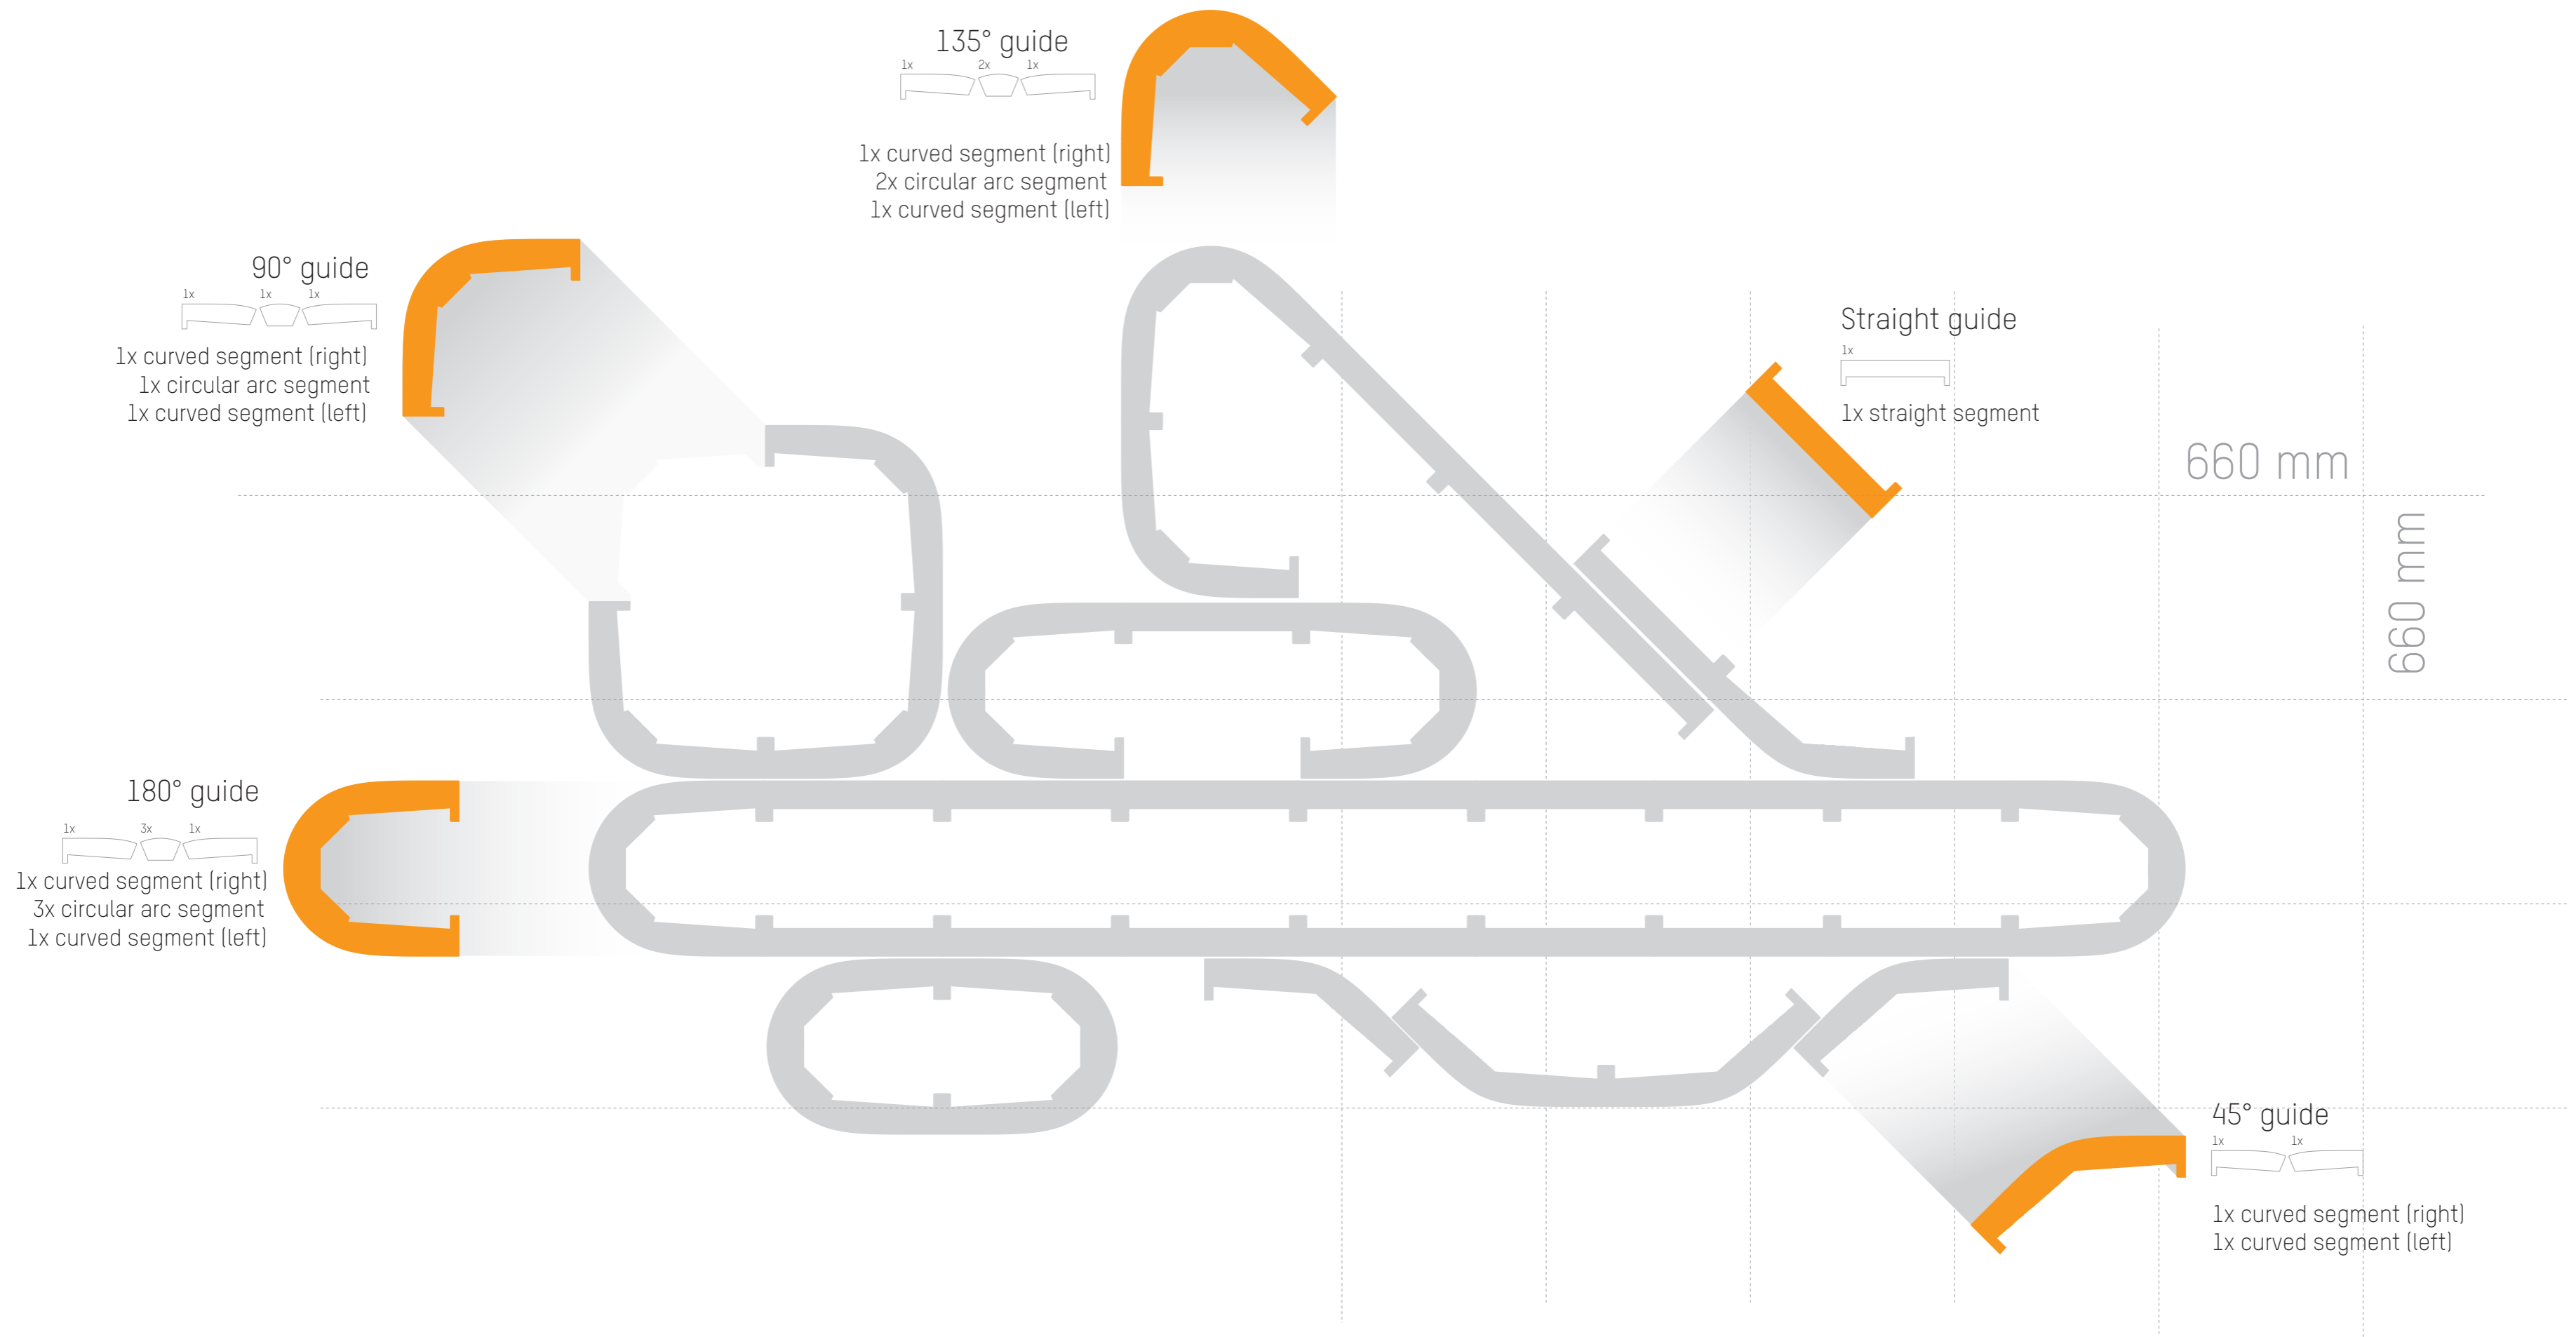 135° guide
1x 2x 1x
1x curved segment (right)
2x circular arc segment
1x curved segment (left)
90° guide
1x 1x 1x
1x curved segment (right)
1x circular arc segment
1x curved segment (left)
Straight guide
1x
1x straight segment
660 mm
660 mm
180° guide
1x 3x 1x
1x curved segment (right)
3x circular arc segment
1x curved segment (left)
45° guide
1x 1x
1x curved segment (right)
1x curved segment (left)